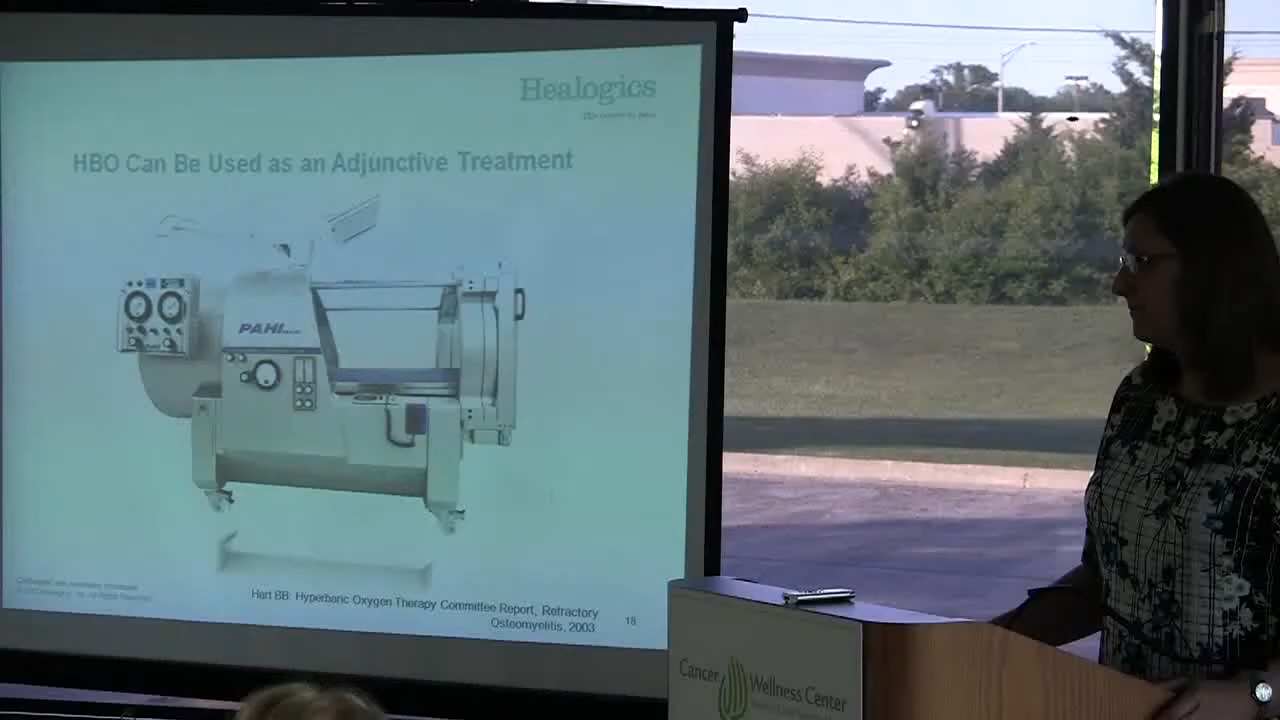 Healogics
HBO Can Be Used as an Adjunctive Treatment
PAHI
Hart BB: Hyperbaric Oxygen Therapy Committee Report, Refractory
Osteomyelitis, 2003
18
Cancer Wellness Center